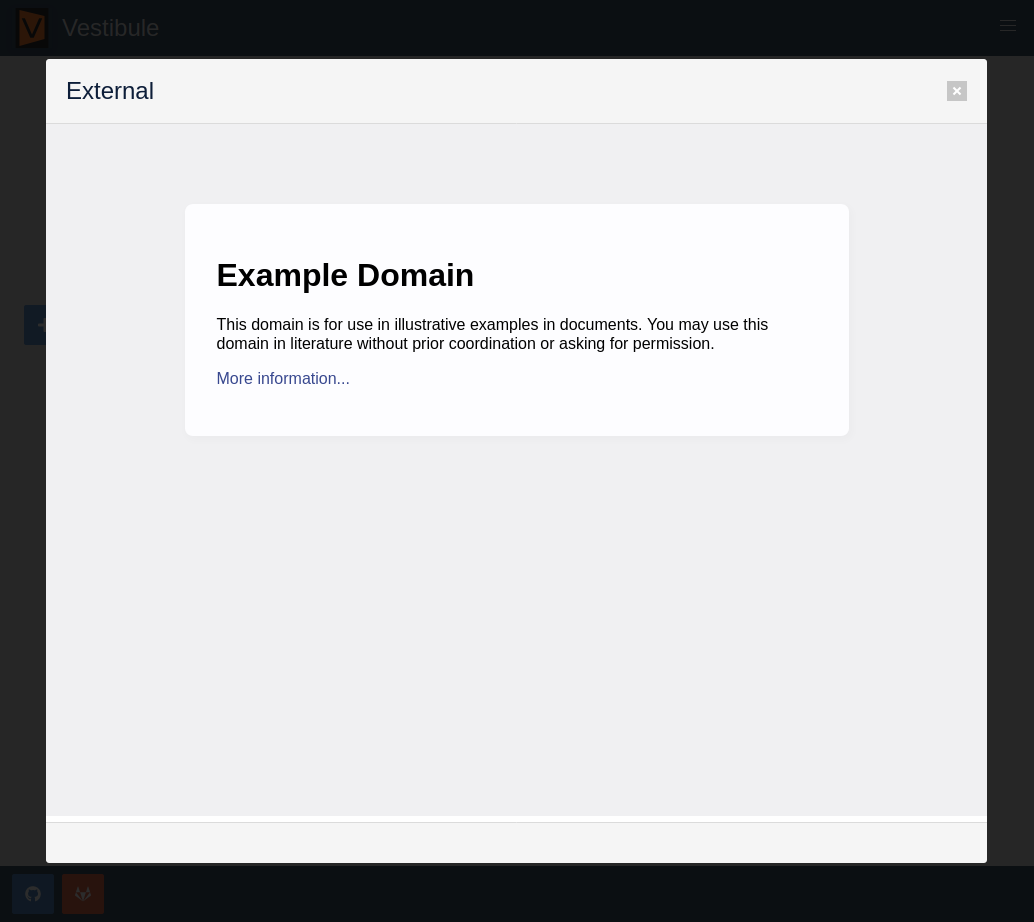 Vestibule
External
Example Domain
This domain is for use in illustrative examples in documents. You may use this
domain in literature without prior coordination or asking for permission.
More information...